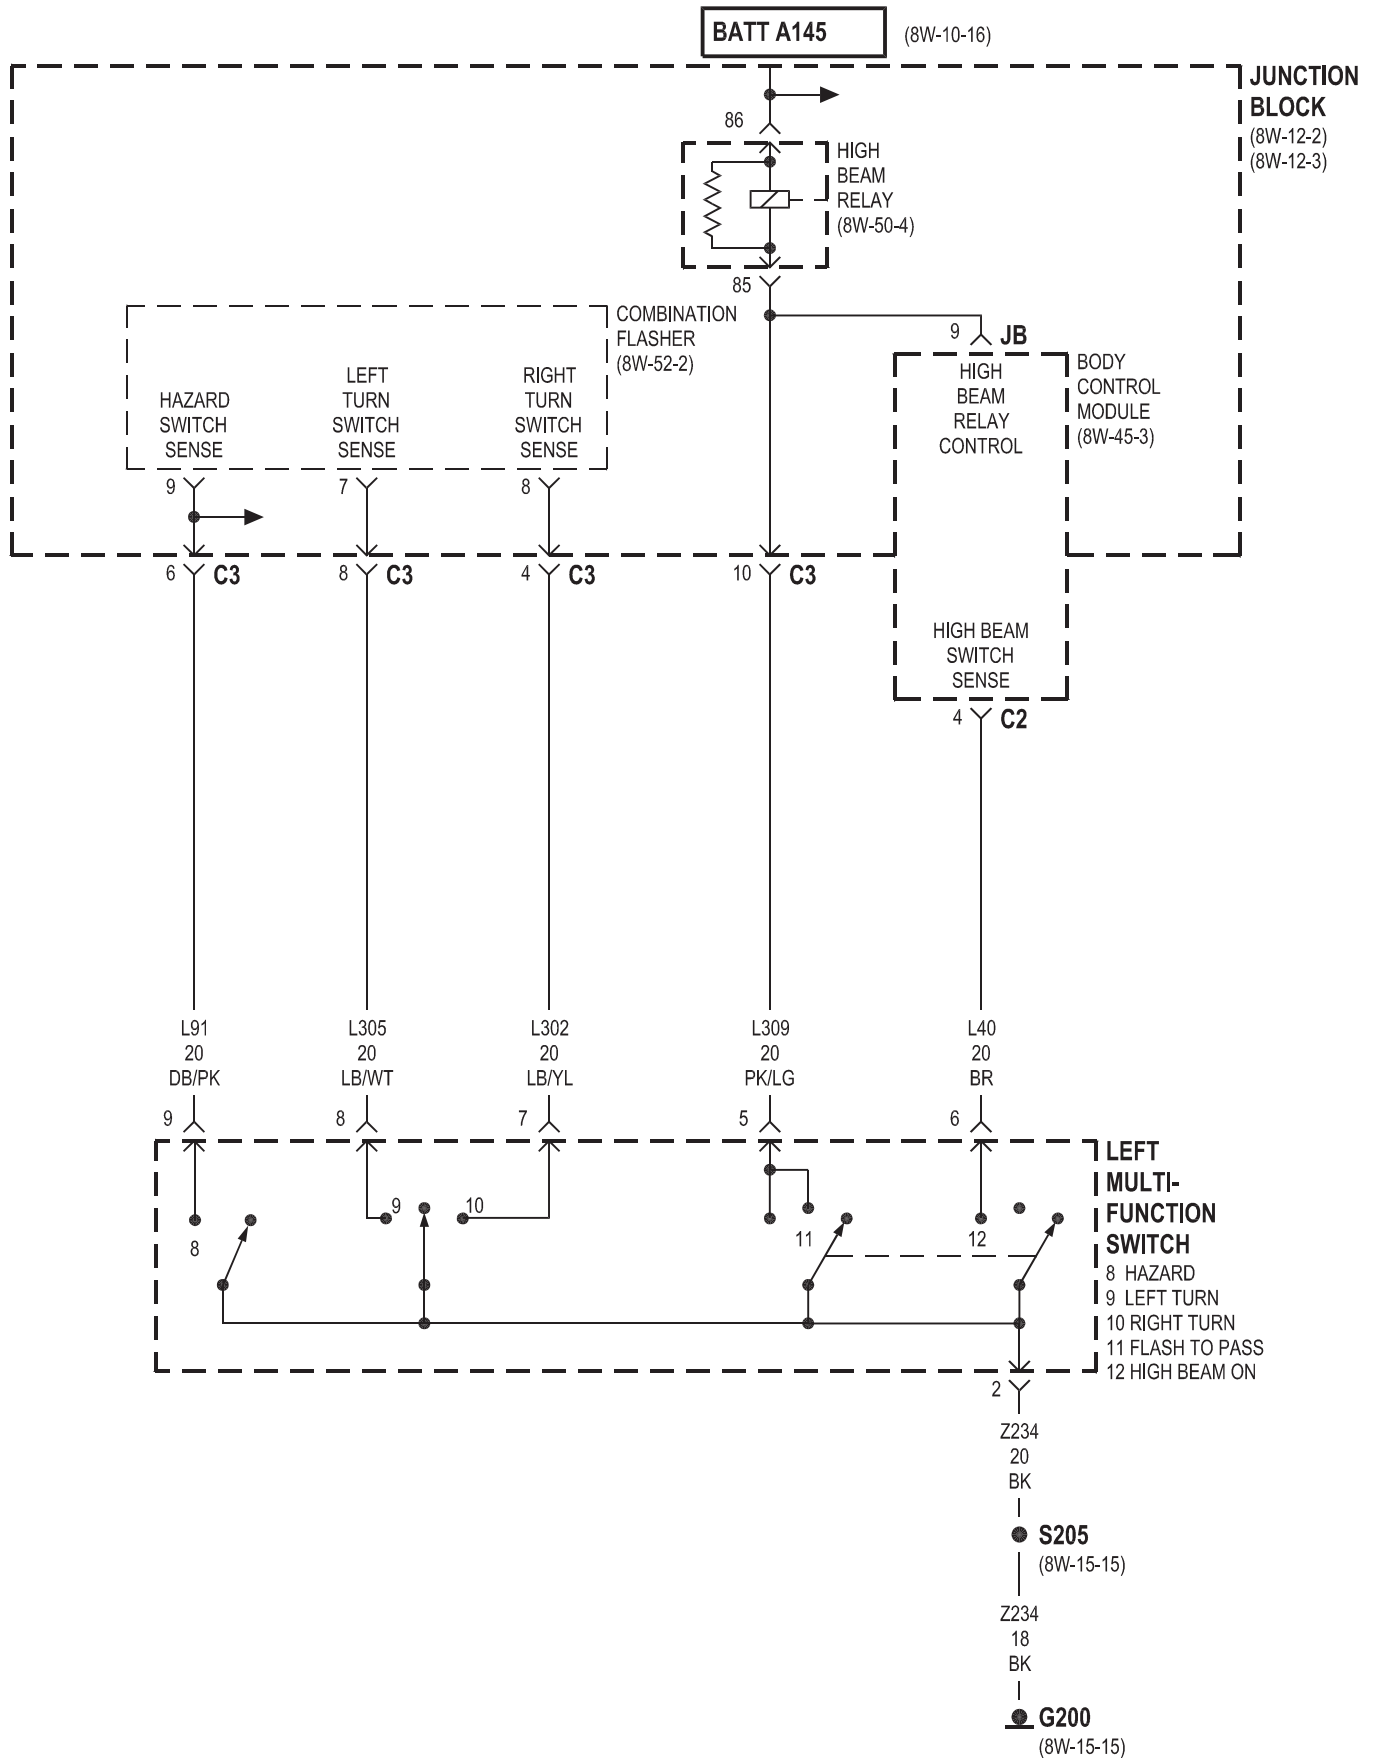 BATT A145
(8W-10-16)
JUNCTION
BLOCK
(8W-12-2)
(8W-12-3)
86
HIGH
BEAM
RELAY
(8W-50-4)
85
COMBINATION
FLASHER
(8W-52-2)
HAZARD
SWITCH
SENSE
LEFT
TURN
SWITCH
SENSE
RIGHT
TURN
SWITCH
SENSE
9 JB
HIGH
BEAM
RELAY
CONTROL
BODY
CONTROL
MODULE
(8W-45-3)
9
7
8
6 C3
8 C3
4 C3
10 C3
HIGH BEAM
SWITCH
SENSE
4 C2
L91
20
DB/PK
L305
20
LB/WT
L302
20
LB/YL
L309
20
PK/LG
L40
20
BR
9
8
7
5
6
8
9
10
11
12
LEFT
MULTI-
FUNCTION
SWITCH
8 HAZARD
9 LEFT TURN
10 RIGHT TURN
11 FLASH TO PASS
12 HIGH BEAM ON
2
Z234
20
BK
S205
(8W-15-15)
Z234
18
BK
G200
(8W-15-15)